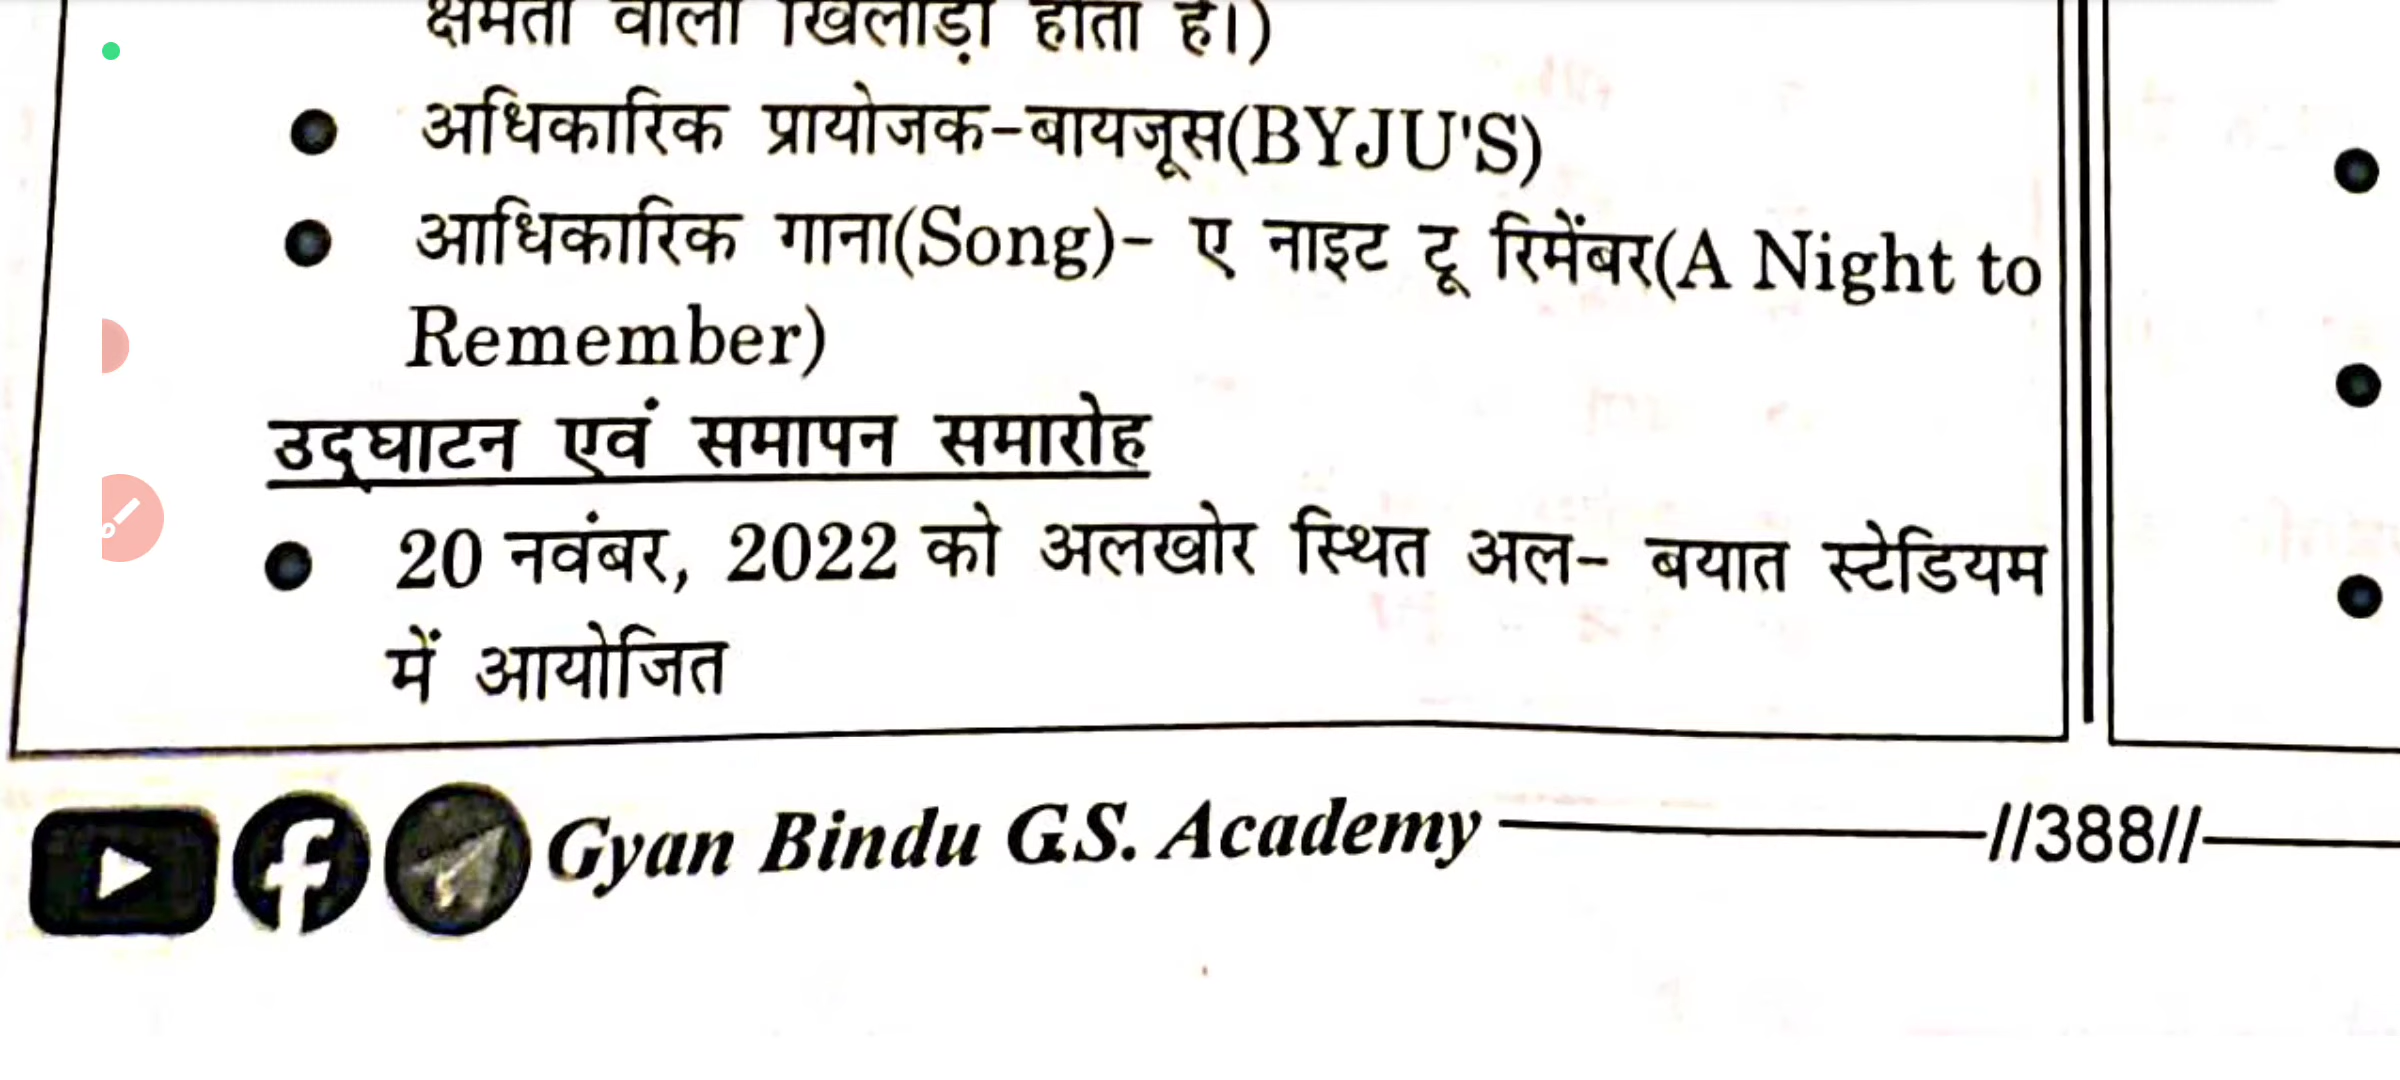 क्षमता वाला खिलाड़ी होता है।)
अधिकारिक प्रायोजक-बायजूस(BYJU'S)
आधिकारिक गाना(Song)- ए नाइट टू रिमेंबर(A Night to
Remember)
उद्घाटन एवं समापन समारोह
20 नवंबर, 2022 को अलखोर स्थित अल- बयात स्टेडियम
में आयोजित
Gyan Bindu G.S. Academy //388//